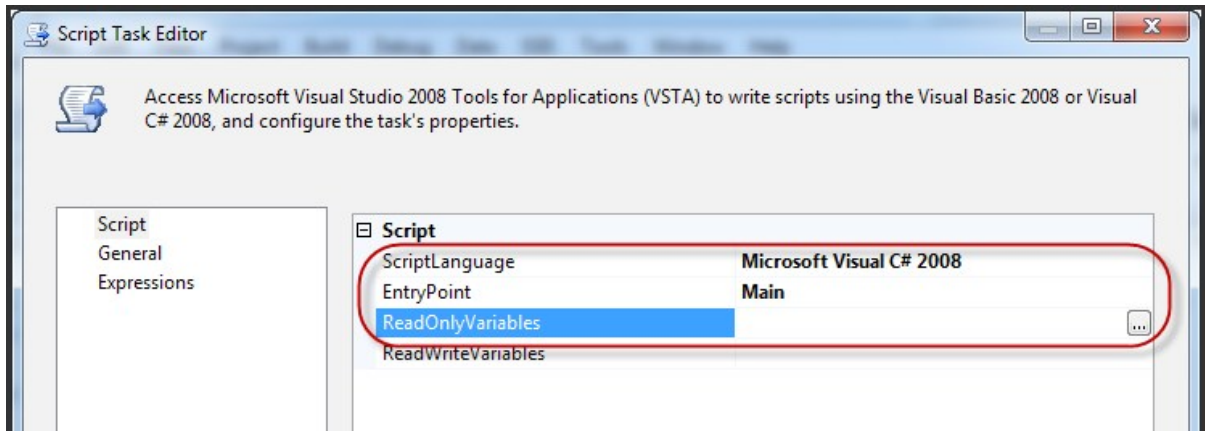 Script Task Editor
Access Microsoft Visual Studio 2008 Tools for Applications (VSTA) to write scripts using the Visual Basic 2008 or Visual
C# 2008, and configure the task's properties.
Script
General
Expressions
Script
ScriptLanguage Microsoft Visual C# 2008
EntryPoint Main
ReadOnlyVariables ...
ReadWriteVariables